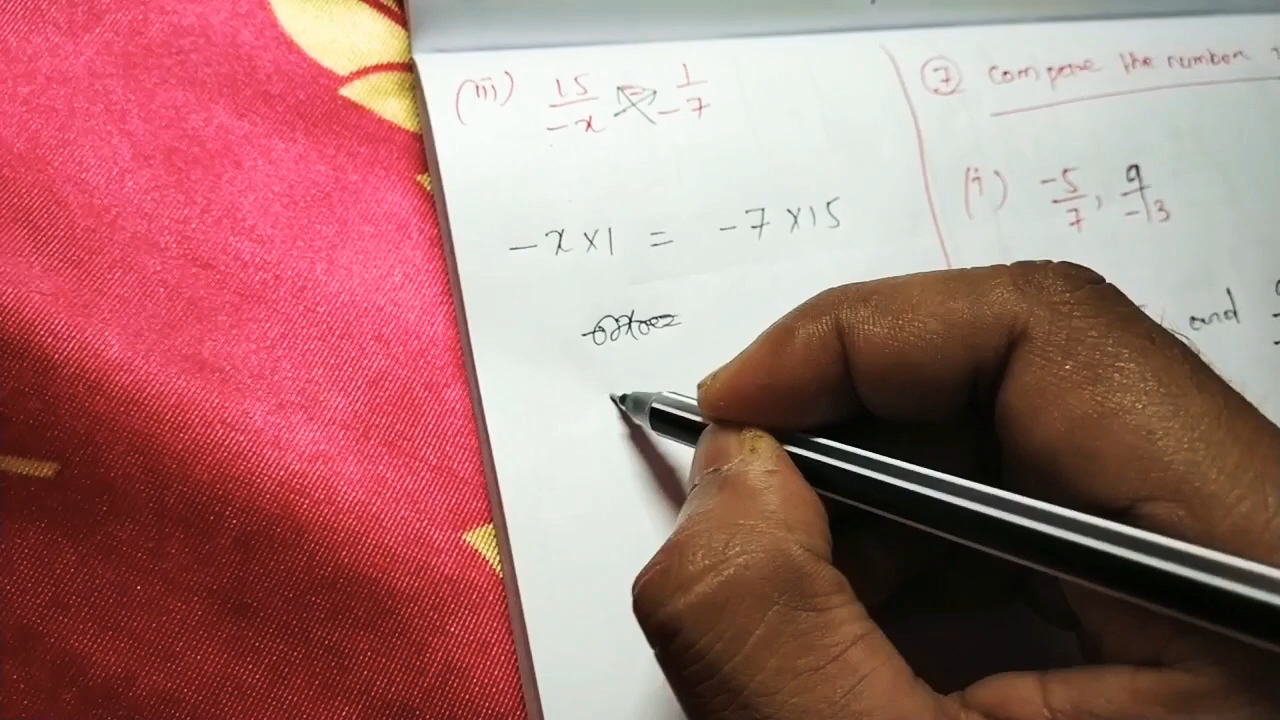 (iii) 15/-x = 1/-7
-x×1 = -7×15
⑦ Compare the number
(i) -5/7, 9/-13
and